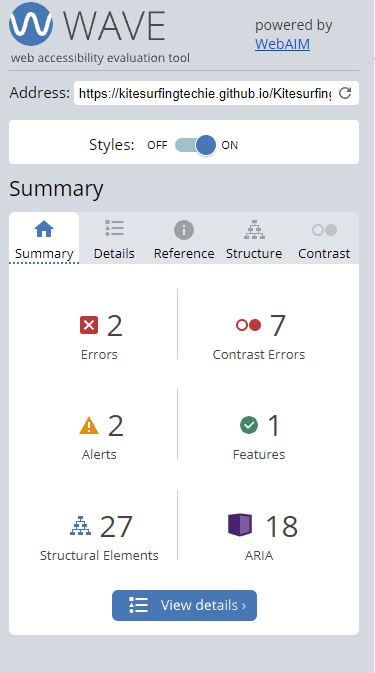 WAVE
web accessibility evaluation tool
powered by
WebAIM
Address: https://kitesurfingtechie.github.io/Kitesurfing
Styles: OFF ON
Summary
Summary Details Reference Structure Contrast
2 7
Errors Contrast Errors
2 1
Alerts Features
27 18
Structural Elements ARIA
View details ›